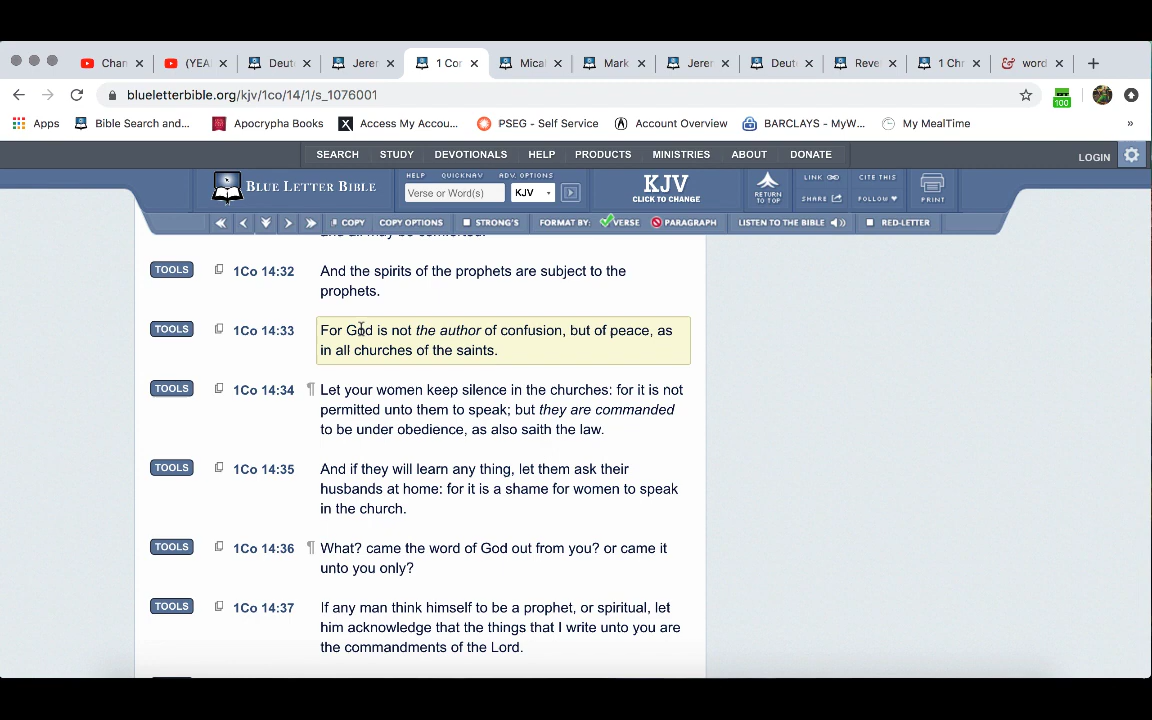 Chan
(YEA
Deut
Jerer
1 Cor
Mical
Mark
Jerer
Deut
Reve
1 Chr
word
blueletterbible.org/kjv/1co/14/1/s_1076001
100
Apps
Bible Search and...
Apocrypha Books
Access My Accou...
PSEG - Self Service
Account Overview
BARCLAYS - MyW...
My MealTime
»
SEARCH STUDY DEVOTIONALS HELP PRODUCTS MINISTRIES ABOUT DONATE
LOGIN
BLUE LETTER BIBLE
HELP QUICKNAV ADV. OPTIONS
Verse or Word(s)
KJV
KJV
CLICK TO CHANGE
RETURN
TO TOP
LINK
CITE THIS
SHARE
FOLLOW
PRINT
COPY COPY OPTIONS STRONG'S FORMAT BY: VERSE PARAGRAPH LISTEN TO THE BIBLE RED-LETTER
and all may be comforted.
TOOLS 1Co 14:32 And the spirits of the prophets are subject to the
prophets.
TOOLS 1Co 14:33 For God is not the author of confusion, but of peace, as
in all churches of the saints.
TOOLS 1Co 14:34 ¶ Let your women keep silence in the churches: for it is not
permitted unto them to speak; but they are commanded
to be under obedience, as also saith the law.
TOOLS 1Co 14:35 And if they will learn any thing, let them ask their
husbands at home: for it is a shame for women to speak
in the church.
TOOLS 1Co 14:36 ¶ What? came the word of God out from you? or came it
unto you only?
TOOLS 1Co 14:37 If any man think himself to be a prophet, or spiritual, let
him acknowledge that the things that I write unto you are
the commandments of the Lord.